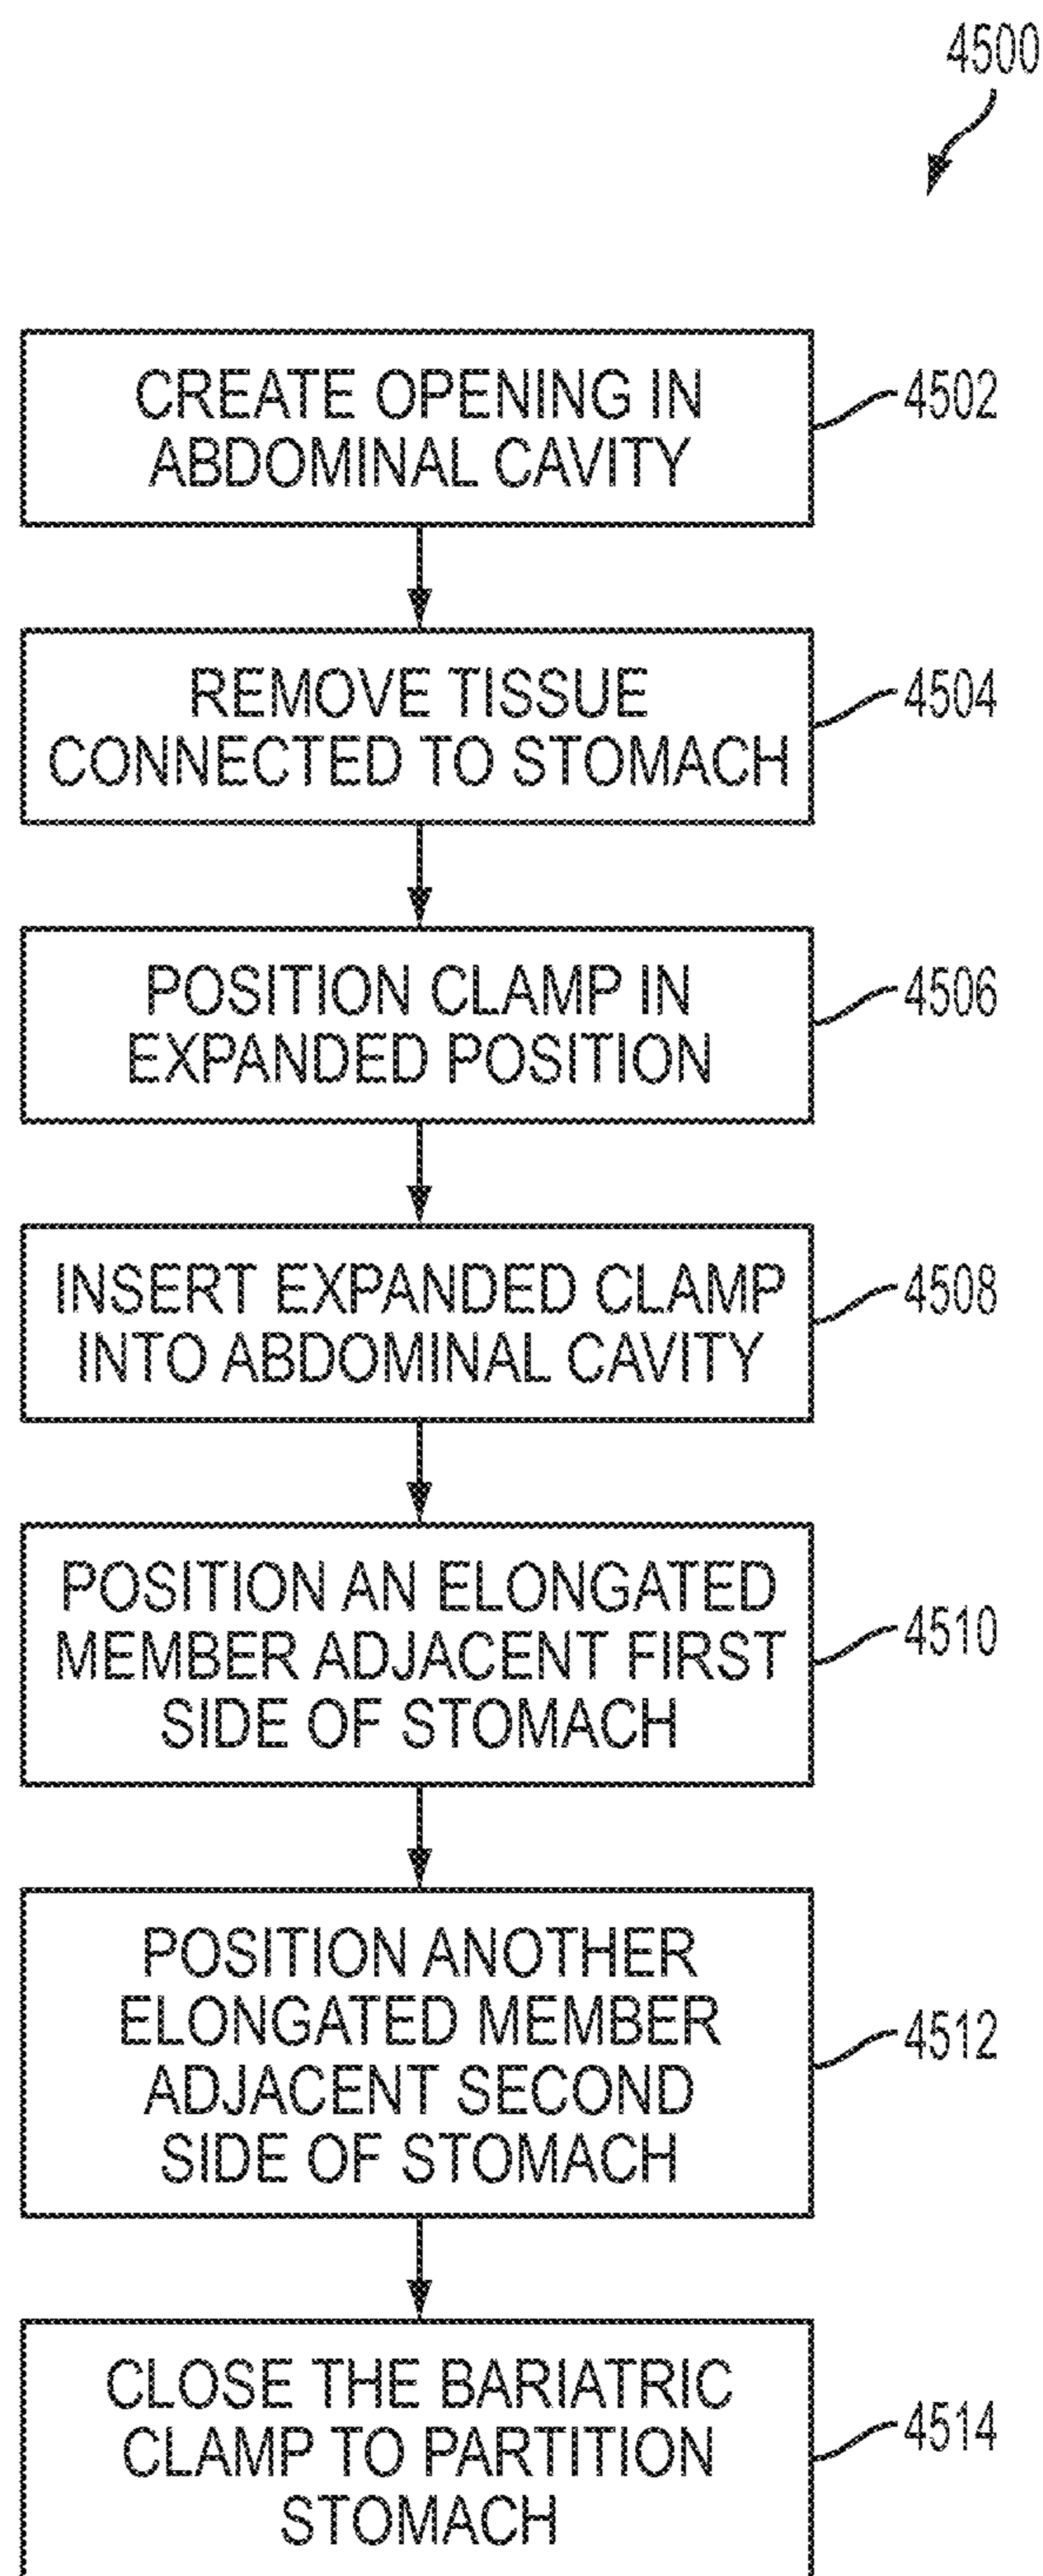 4500
CREATE OPENING IN
ABDOMINAL CAVITY
4502
REMOVE TISSUE
CONNECTED TO STOMACH
4504
POSITION CLAMP IN
EXPANDED POSITION
4506
INSERT EXPANDED CLAMP
INTO ABDOMINAL CAVITY
4508
POSITION AN ELONGATED
MEMBER ADJACENT FIRST
SIDE OF STOMACH
4510
POSITION ANOTHER
ELONGATED MEMBER
ADJACENT SECOND
SIDE OF STOMACH
4512
CLOSE THE BARIATRIC
CLAMP TO PARTITION
STOMACH
4514